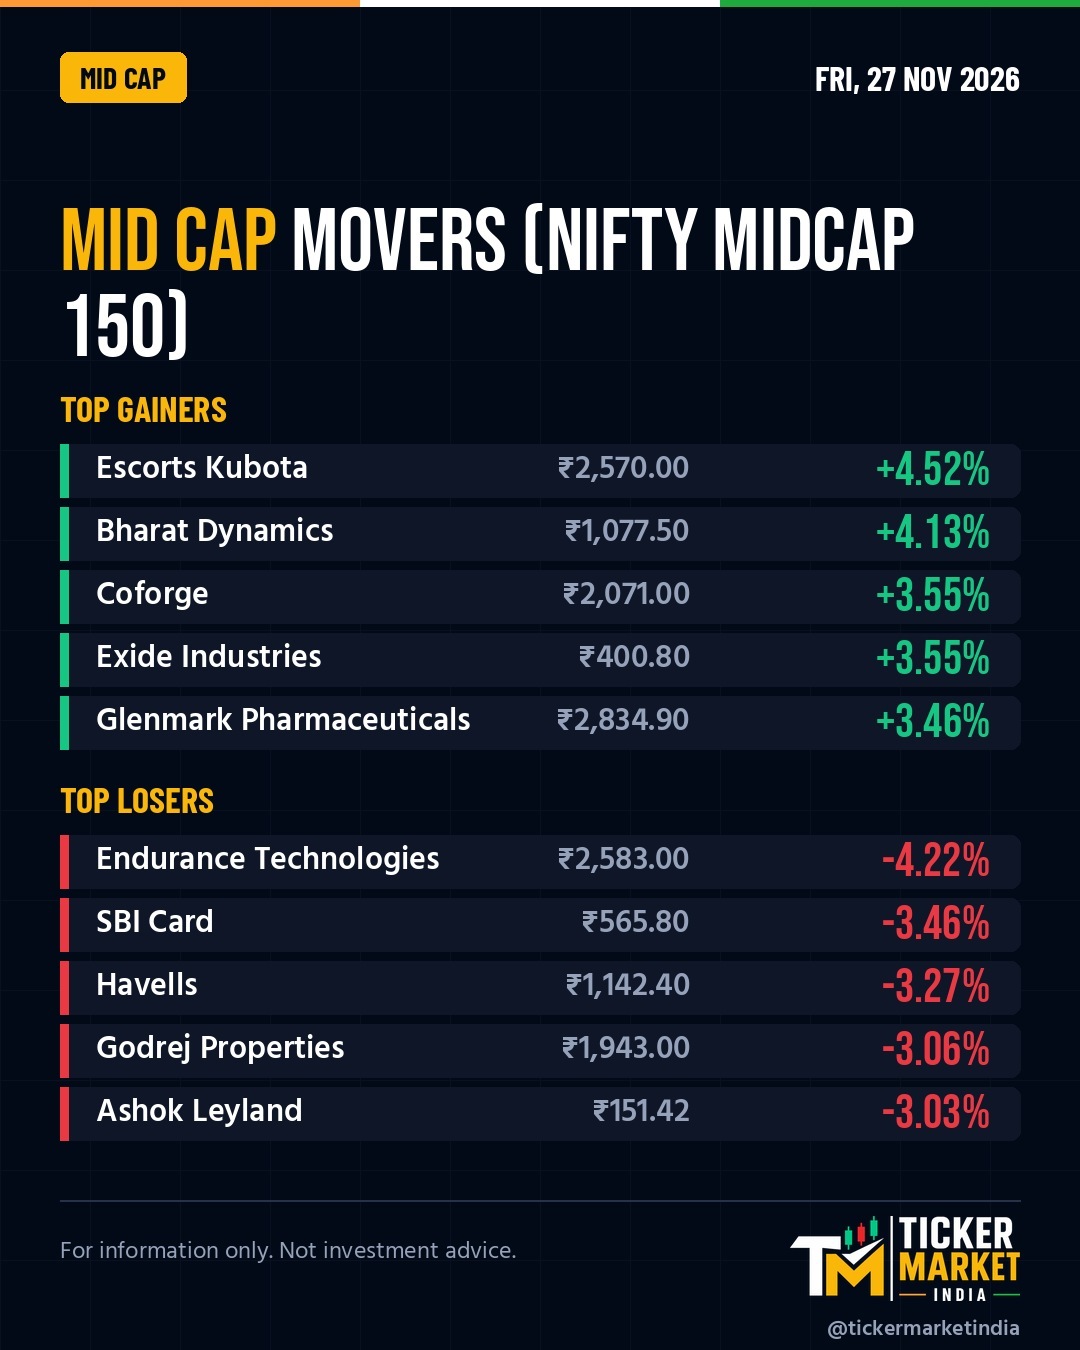 MID CAP
FRI, 27 NOV 2026
MID CAP MOVERS (NIFTY MIDCAP
150)
TOP GAINERS
Escorts Kubota ₹2,570.00 +4.52%
Bharat Dynamics ₹1,077.50 +4.13%
Coforge ₹2,071.00 +3.55%
Exide Industries ₹400.80 +3.55%
Glenmark Pharmaceuticals ₹2,834.90 +3.46%
TOP LOSERS
Endurance Technologies ₹2,583.00 -4.22%
SBI Card ₹565.80 -3.46%
Havells ₹1,142.40 -3.27%
Godrej Properties ₹1,943.00 -3.06%
Ashok Leyland ₹151.42 -3.03%
For information only. Not investment advice.
TM
TICKER
MARKET
INDIA
@tickermarketindia